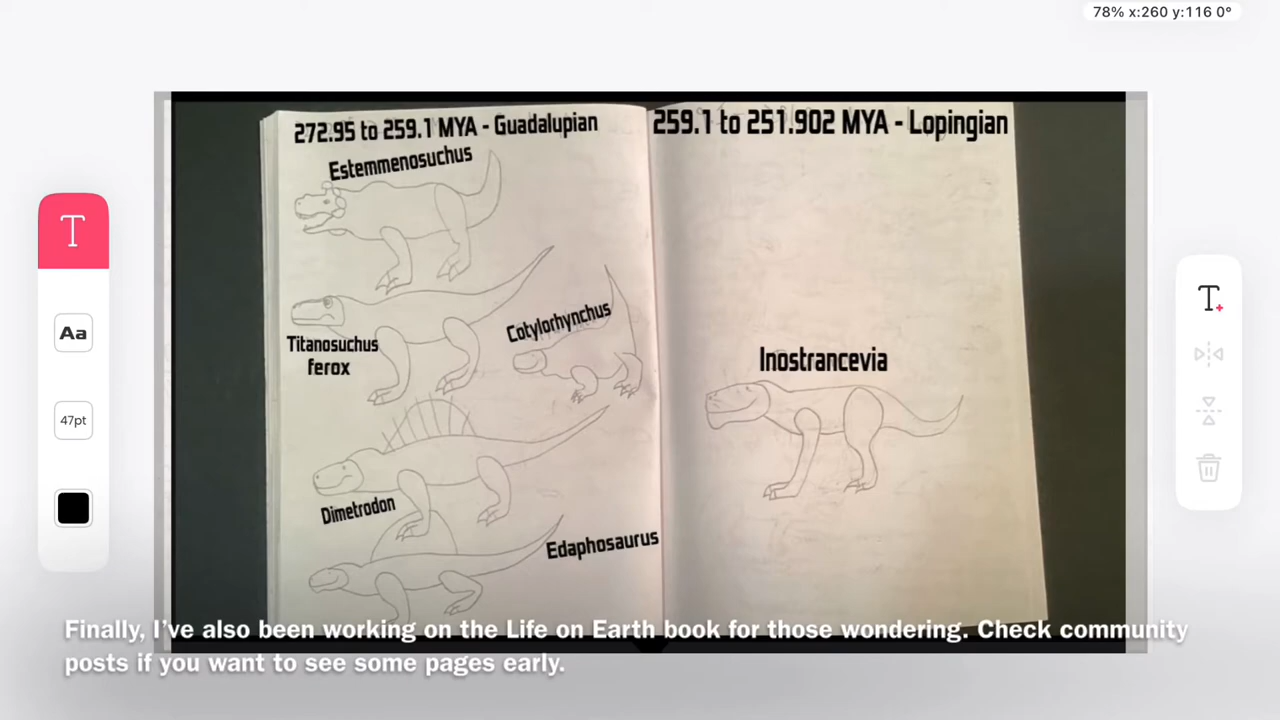 78% x:260 y:116 0°
272.95 to 259.1 MYA - Guadalupian
259.1 to 251.902 MYA - Lopingian
Estemmenosuchus
Titanosuchus
ferox
Cotylorhynchus
Inostrancevia
Dimetrodon
Edaphosaurus
T
Aa
47pt
T+
Finally, I've also been working on the Life on Earth book for those wondering. Check community
posts if you want to see some pages early.